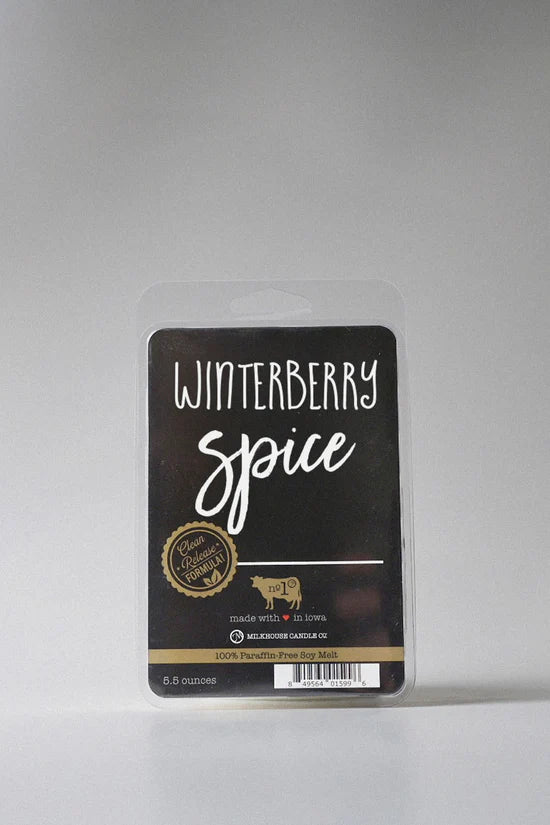 WINTERBERRY
spice
Clean
Release
FORMULA!
nº1
made with ♥ in iowa
MILKHOUSE CANDLE CO
100% Paraffin-Free Soy Melt
5.5 ounces
8 49564 01599 6